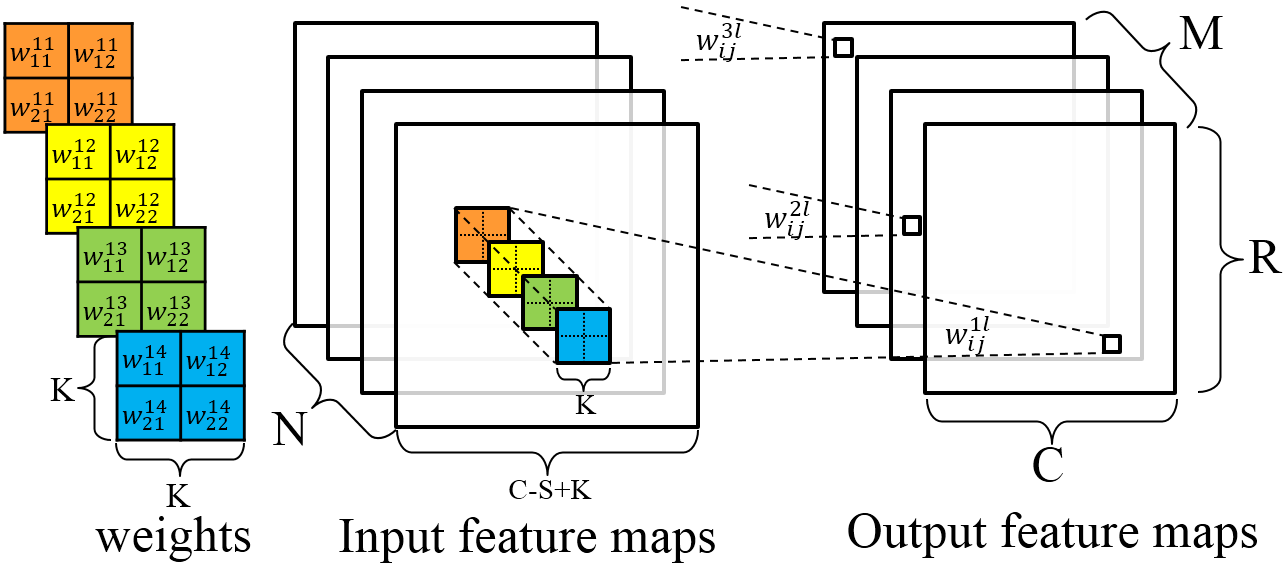 w_{11}^{11} w_{12}^{11}
w_{21}^{11} w_{22}^{11}
w_{11}^{12} w_{12}^{12}
w_{21}^{12} w_{22}^{12}
w_{11}^{13} w_{12}^{13}
w_{21}^{13} w_{22}^{13}
w_{11}^{14} w_{12}^{14}
w_{21}^{14} w_{22}^{14}
K
K
weights
N
K
C-S+K
Input feature maps
w_{ij}^{3l}
w_{ij}^{2l}
w_{ij}^{1l}
M
R
C
Output feature maps